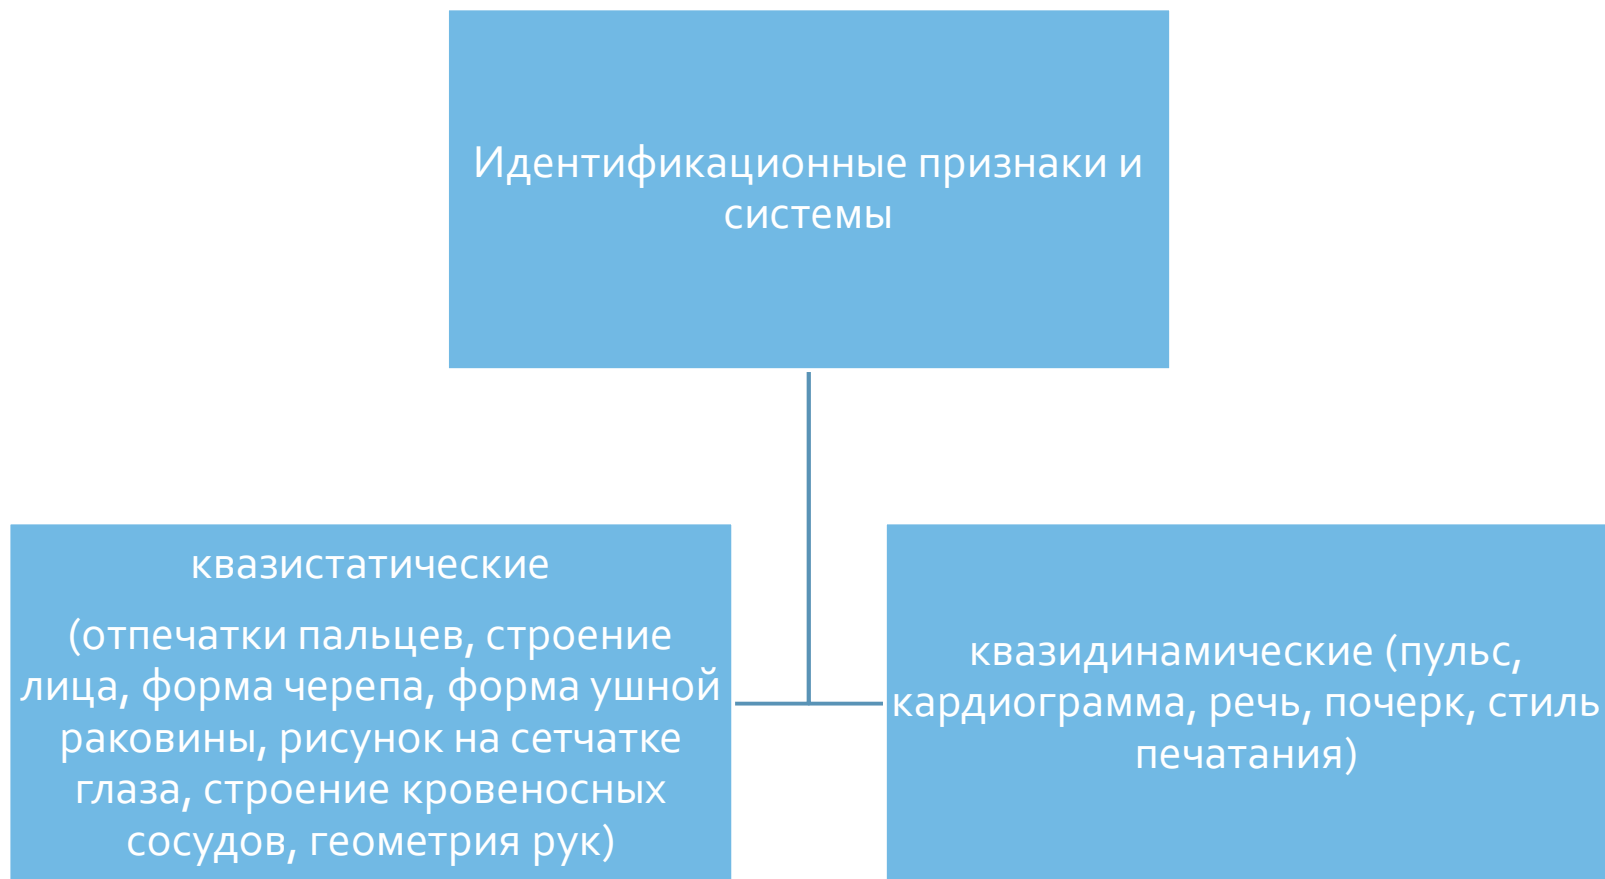 Идентификационные признаки и
системы
квазистатические
(отпечатки пальцев, строение
лица, форма черепа, форма ушной
раковины, рисунок на сетчатке
глаза, строение кровеносных
сосудов, геометрия рук)
квазидинамические (пульс,
кардиограмма, речь, почерк, стиль
печатания)